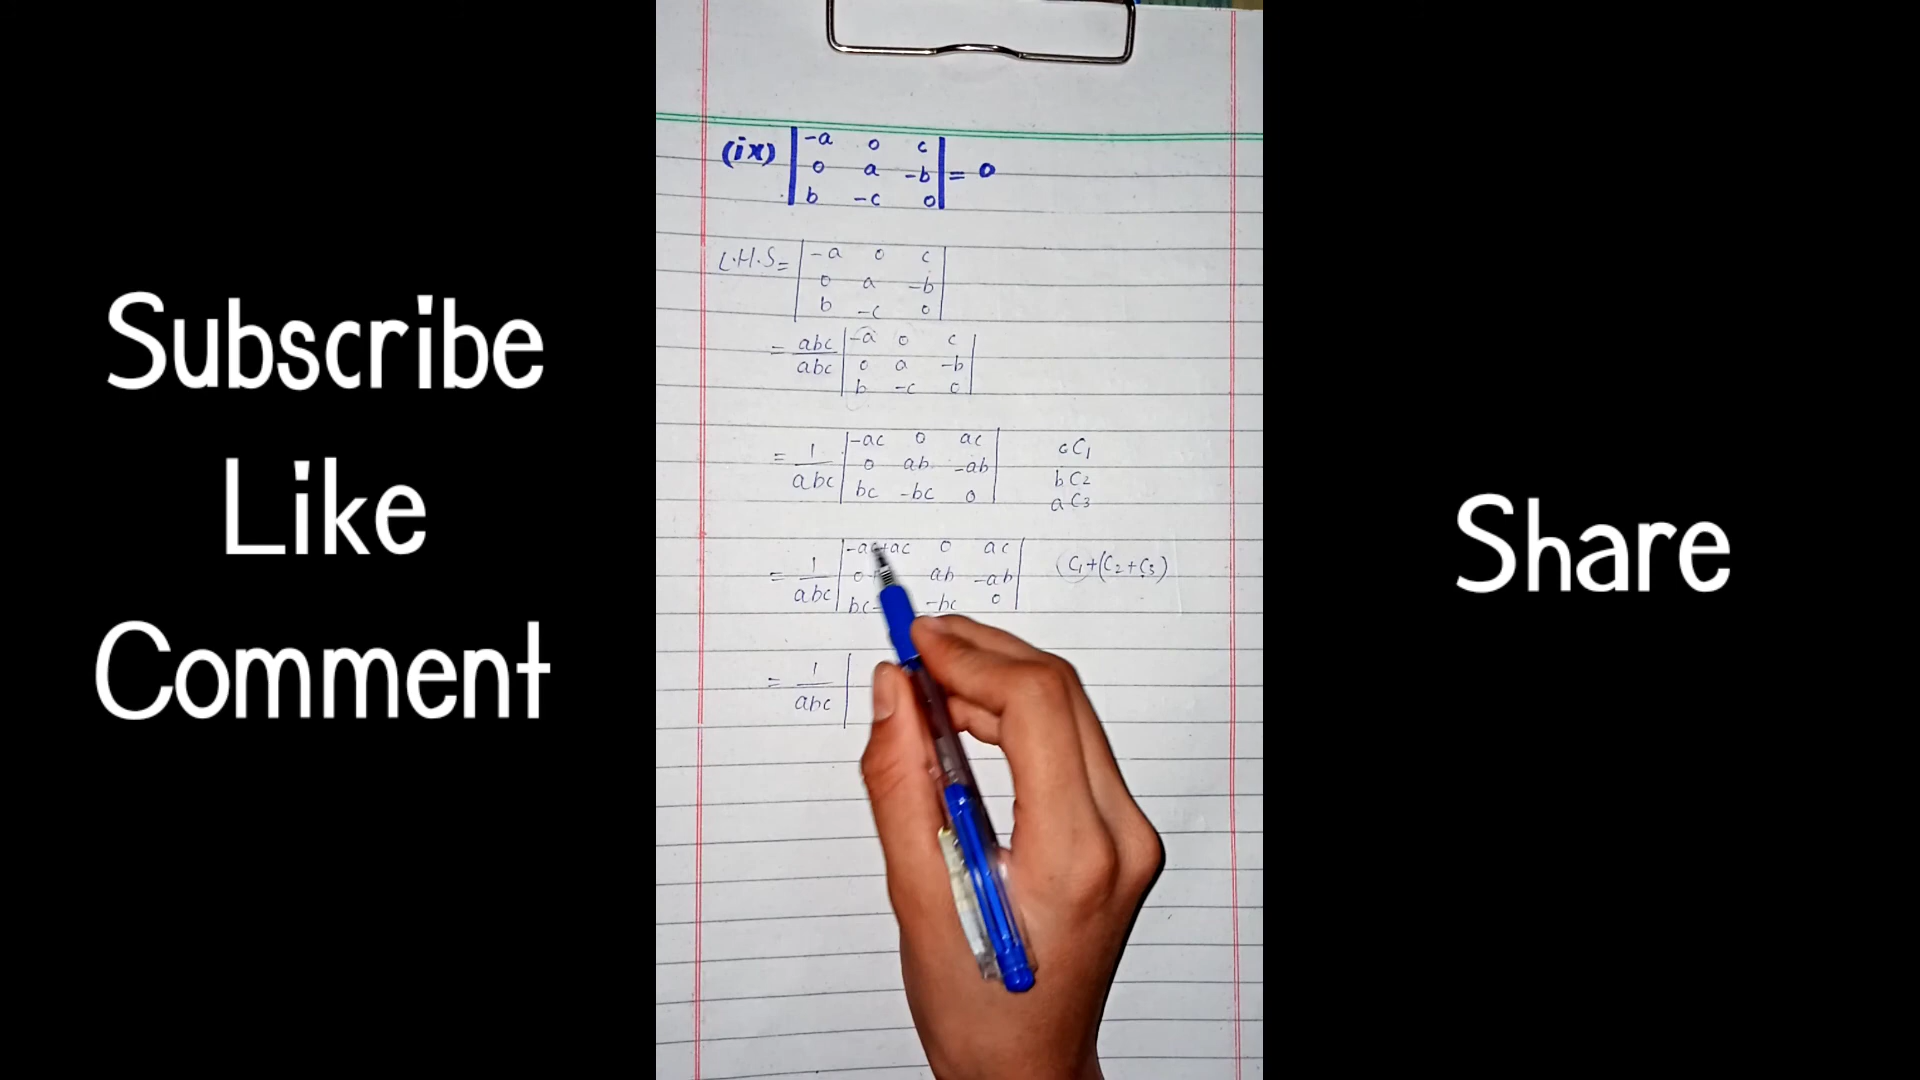 Subscribe
Like
Comment
(ix) | -a 0 c |
| 0 a -b | = 0
| b -c 0 |
L.H.S = | -a 0 c |
| 0 a -b |
| b -c 0 |
= abc/abc | -a 0 c |
| 0 a -b |
| b -c 0 |
= 1/abc | -ac 0 ac | cC1
| 0 ab -ab | bC2
| bc -bc 0 | aC3
= 1/abc | -ac+ac 0 ac | C1+(C2+C3)
| 0 ab -ab |
| bc- -bc 0 |
= 1/abc |
Share